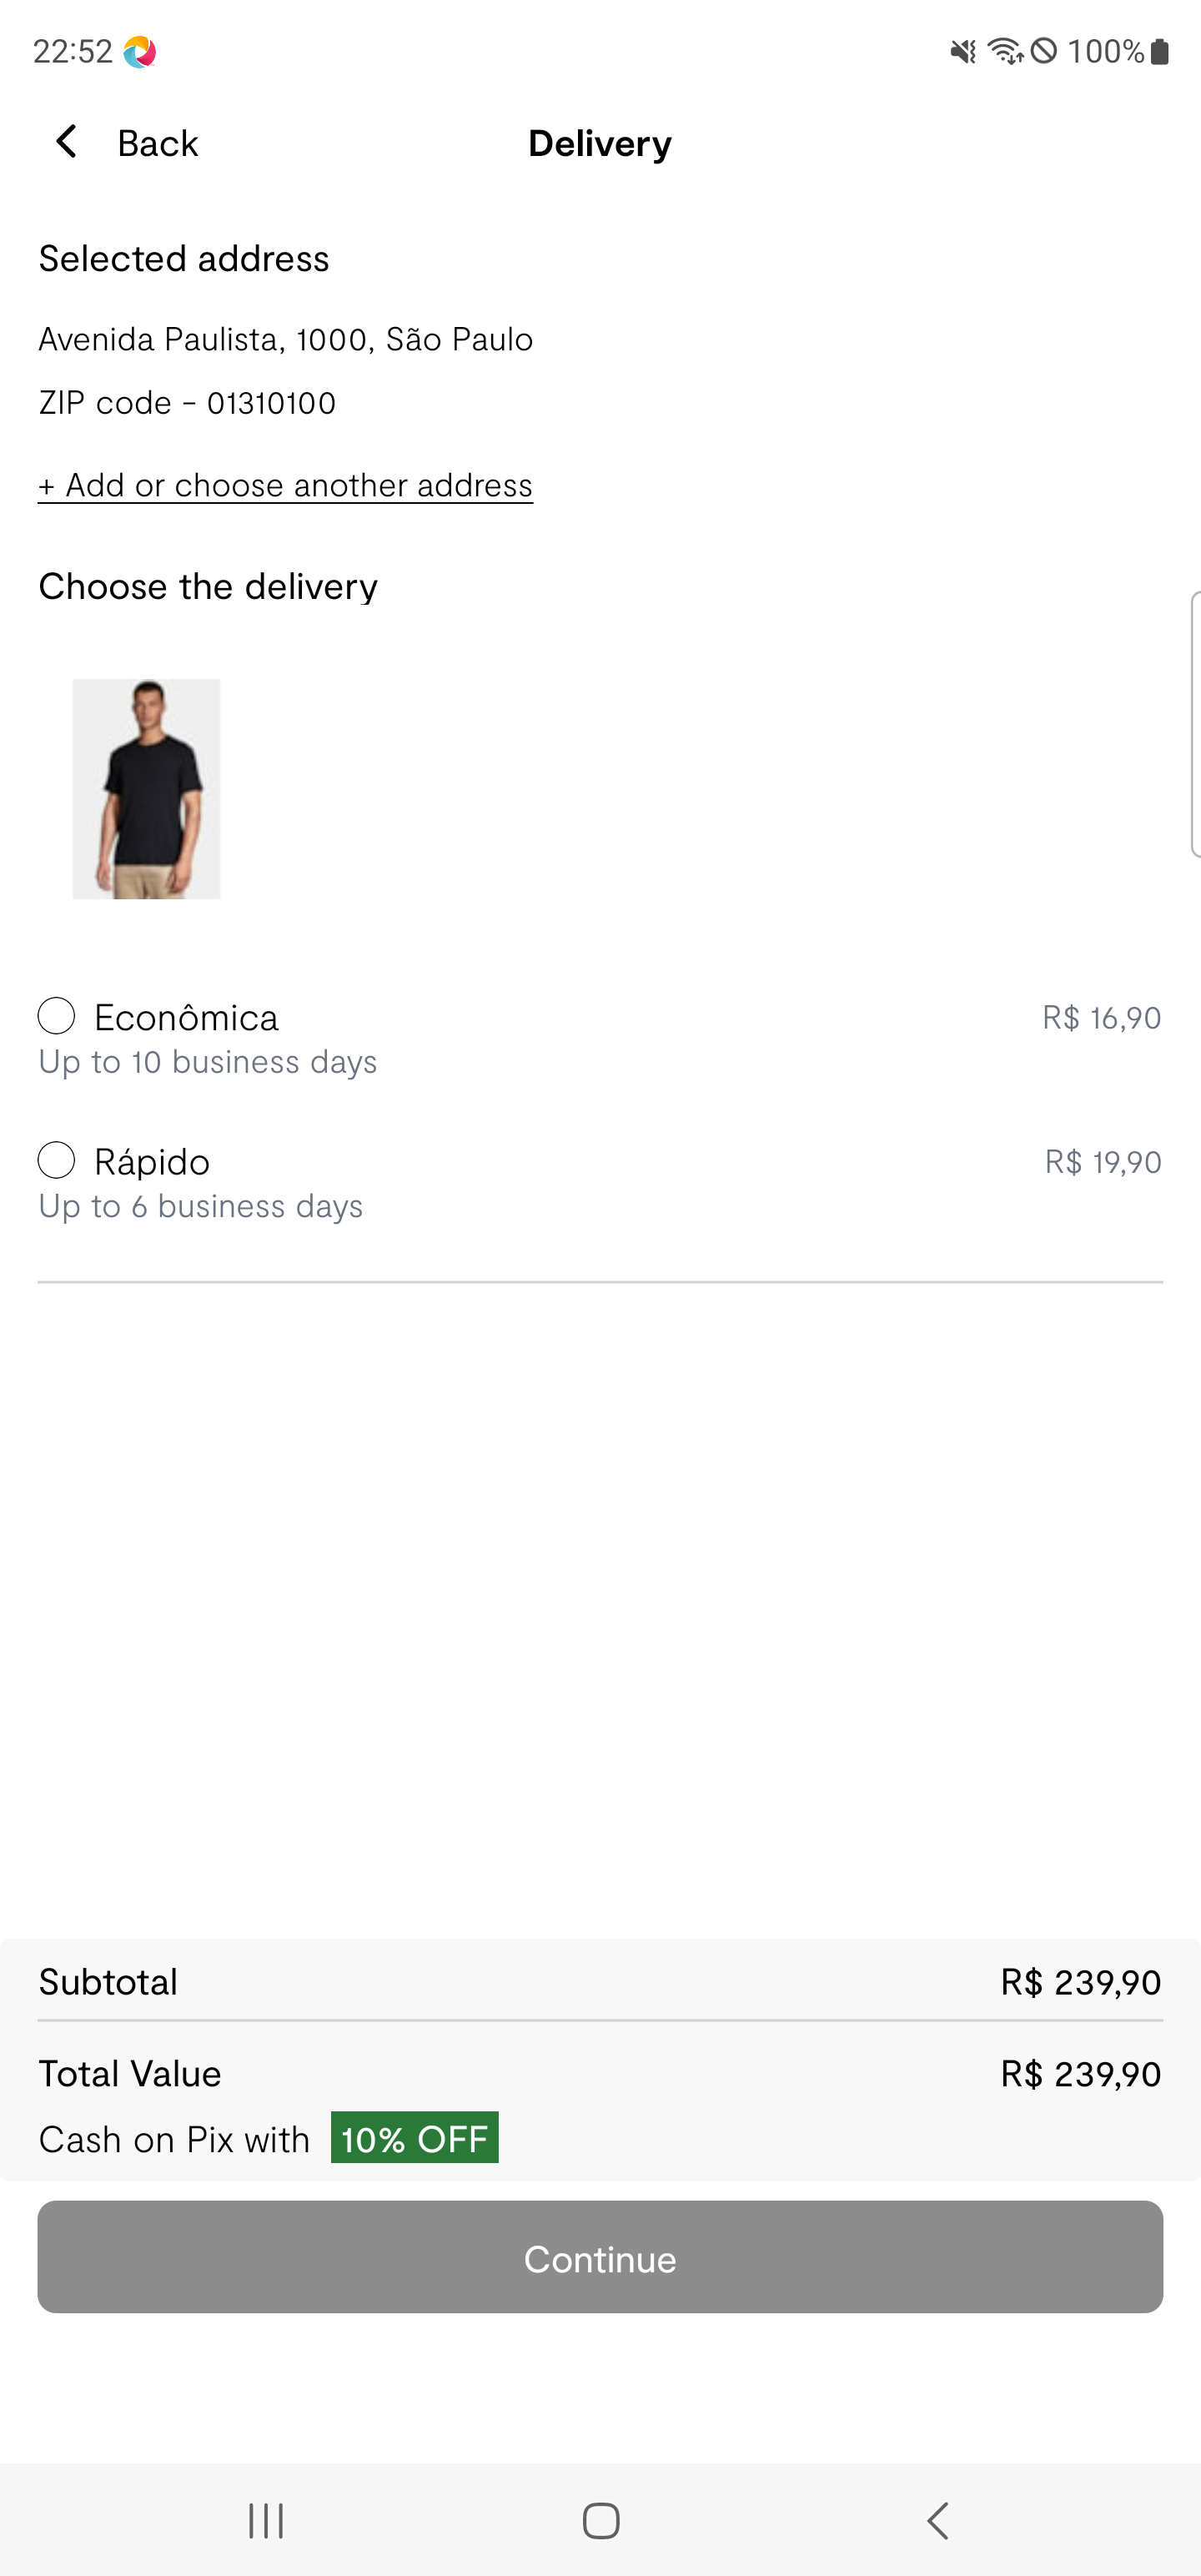 22:52
100%
Back
Delivery
Selected address
Avenida Paulista, 1000, São Paulo
ZIP code - 01310100
+ Add or choose another address
Choose the delivery
Econômica
R$ 16,90
Up to 10 business days
Rápido
R$ 19,90
Up to 6 business days
Subtotal
R$ 239,90
Total Value
R$ 239,90
Cash on Pix with 10% OFF
Continue